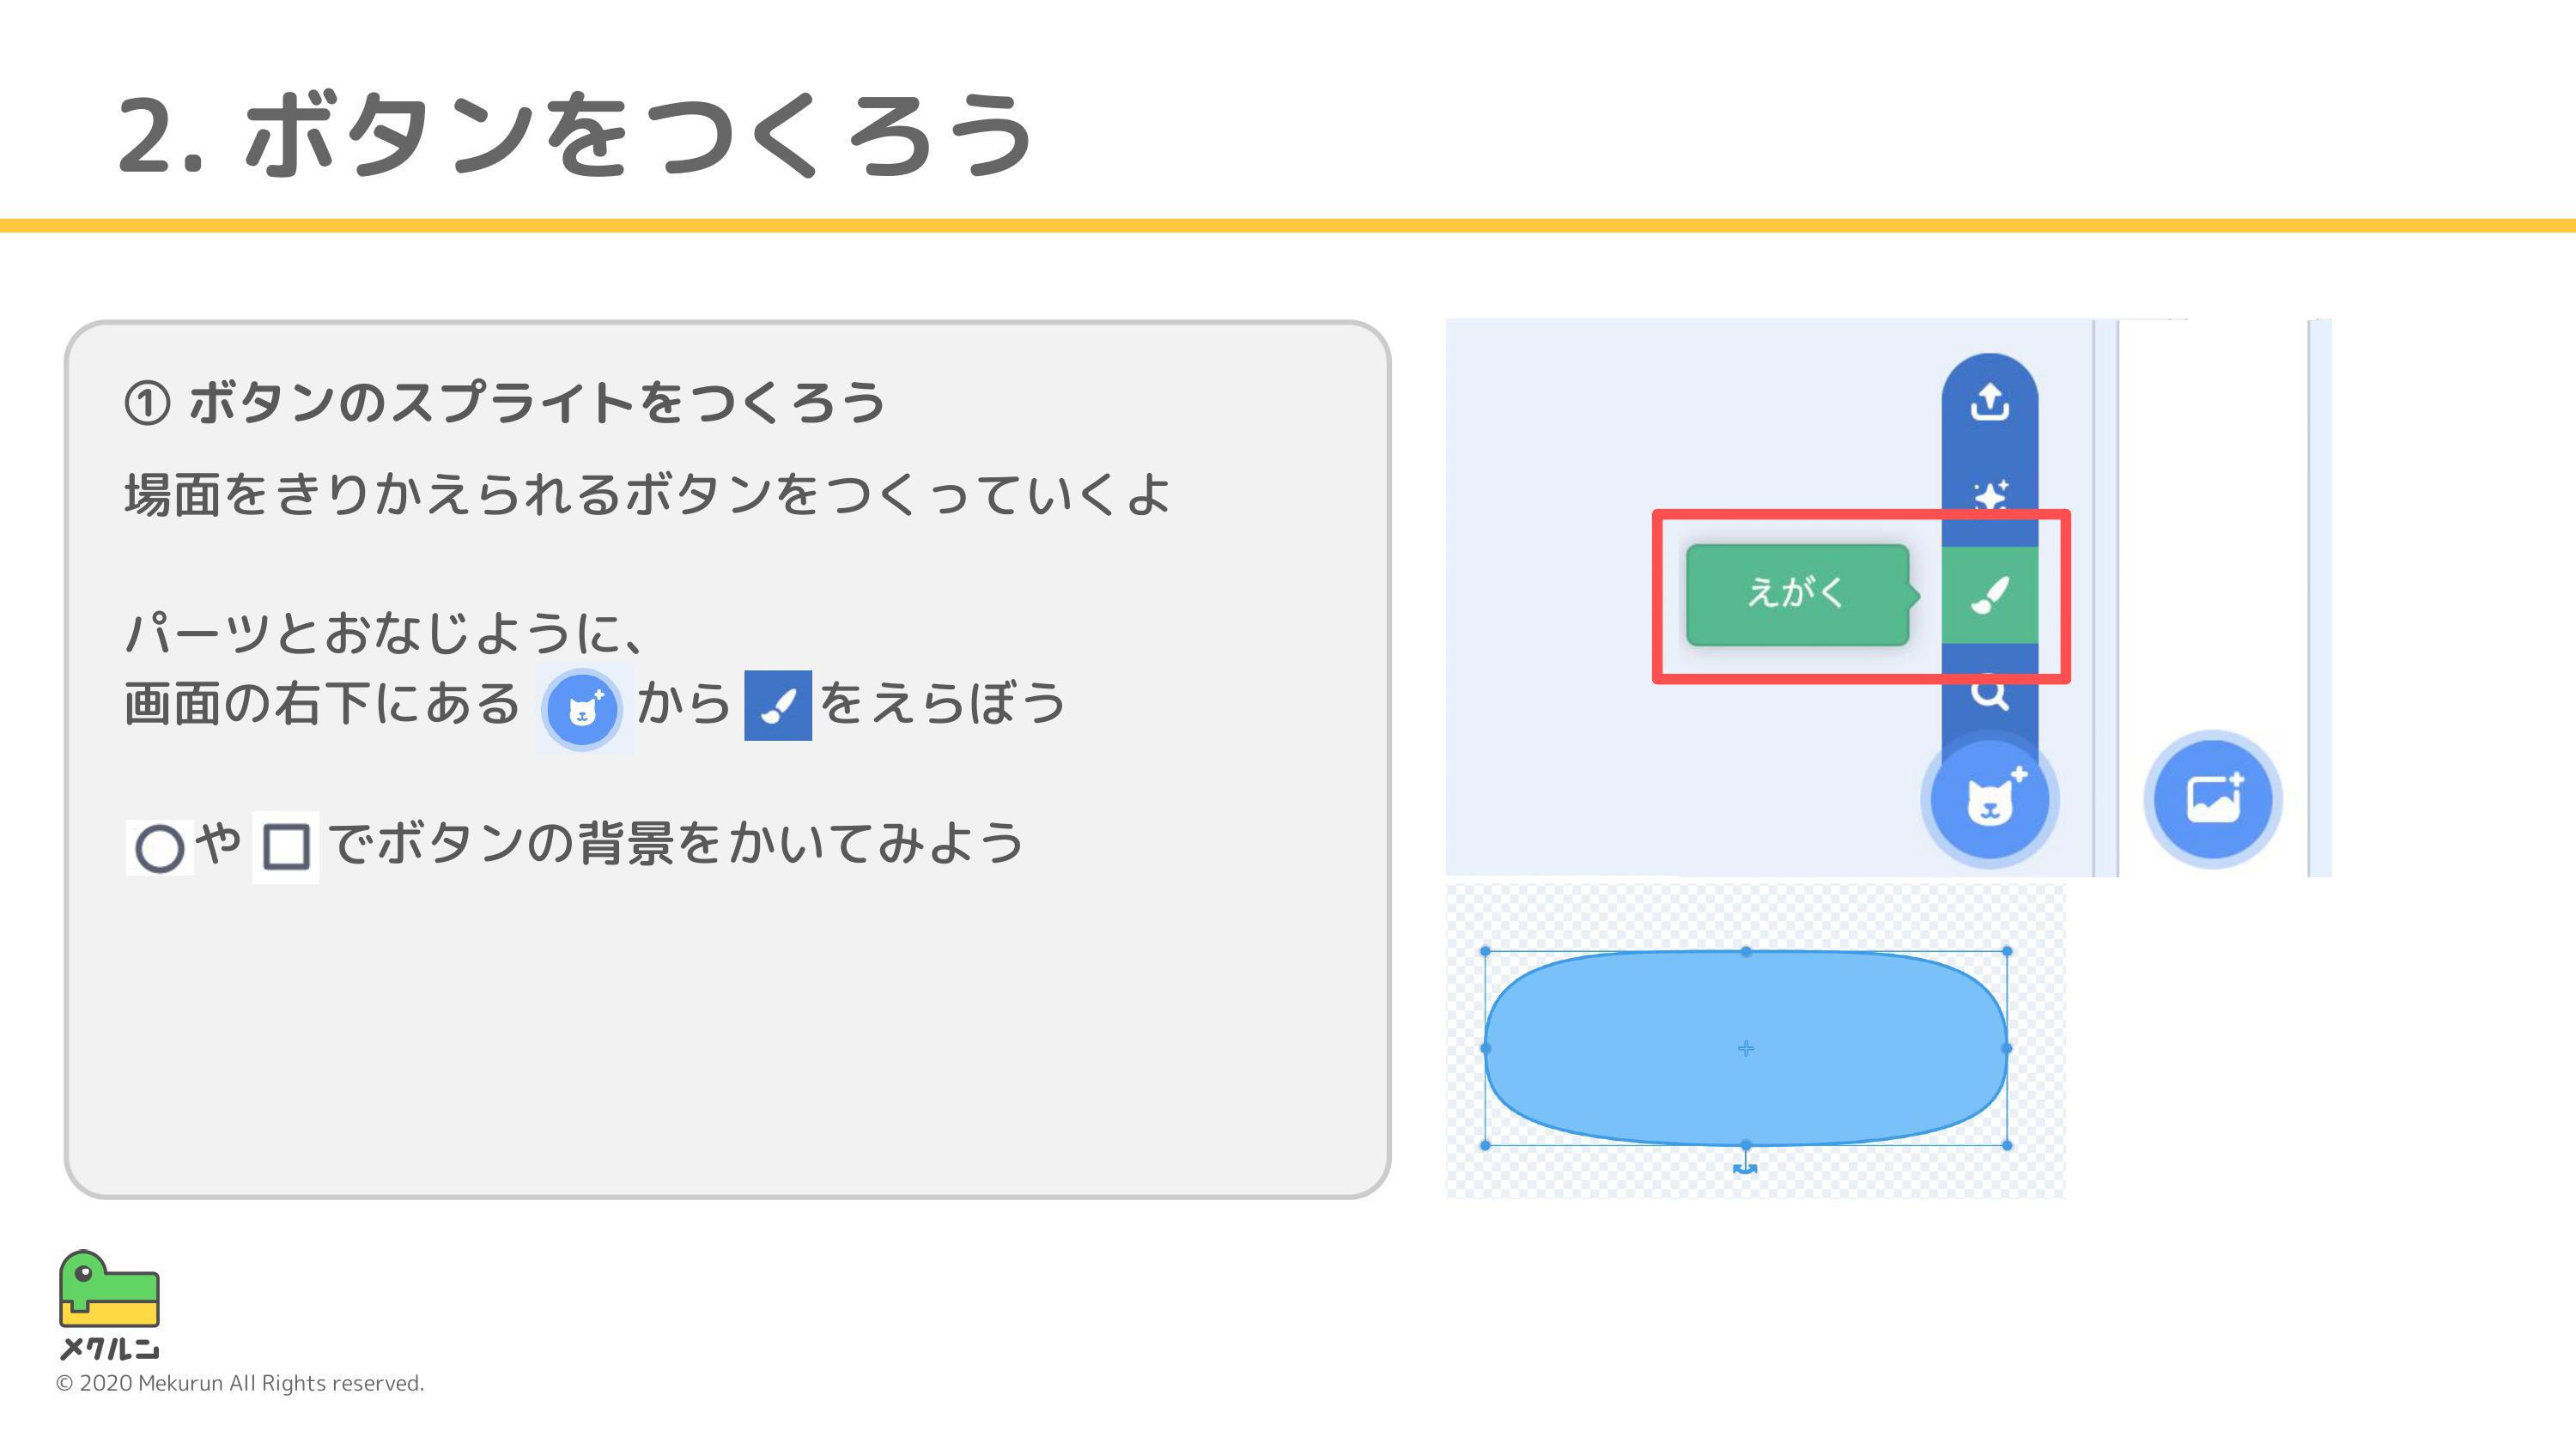 2. ボタンをつくろう
① ボタンのスプライトをつくろう
場面をきりかえられるボタンをつくっていくよ
パーツとおなじように、
画面の右下にある から をえらぼう
や でボタンの背景をかいてみよう
えがく
メクルン
© 2020 Mekurun All Rights reserved.